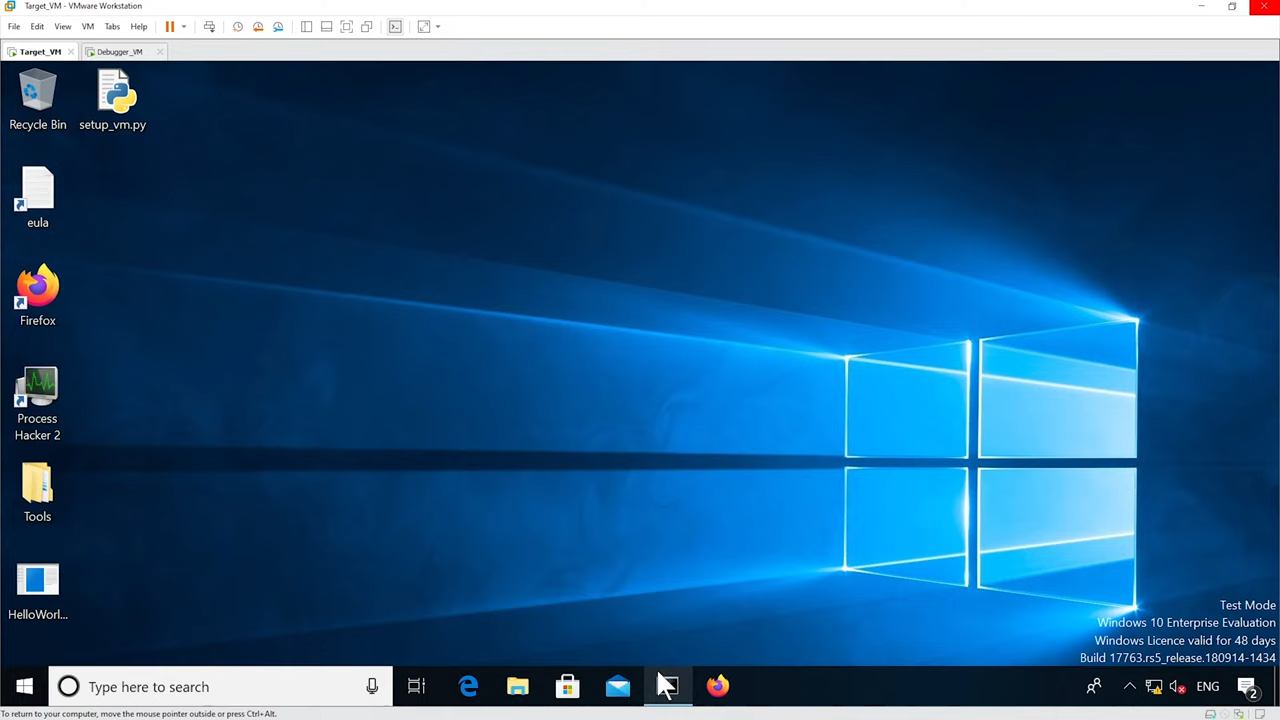 Target_VM - VMware Workstation
File Edit View VM Tabs Help
Target_VM Debugger_VM
Recycle Bin
setup_vm.py
eula
Firefox
Process
Hacker 2
Tools
HelloWorl...
Test Mode
Windows 10 Enterprise Evaluation
Windows Licence valid for 48 days
Build 17763.rs5_release.180914-1434
Type here to search
ENG
2
To return to your computer, move the mouse pointer outside or press Ctrl+Alt.